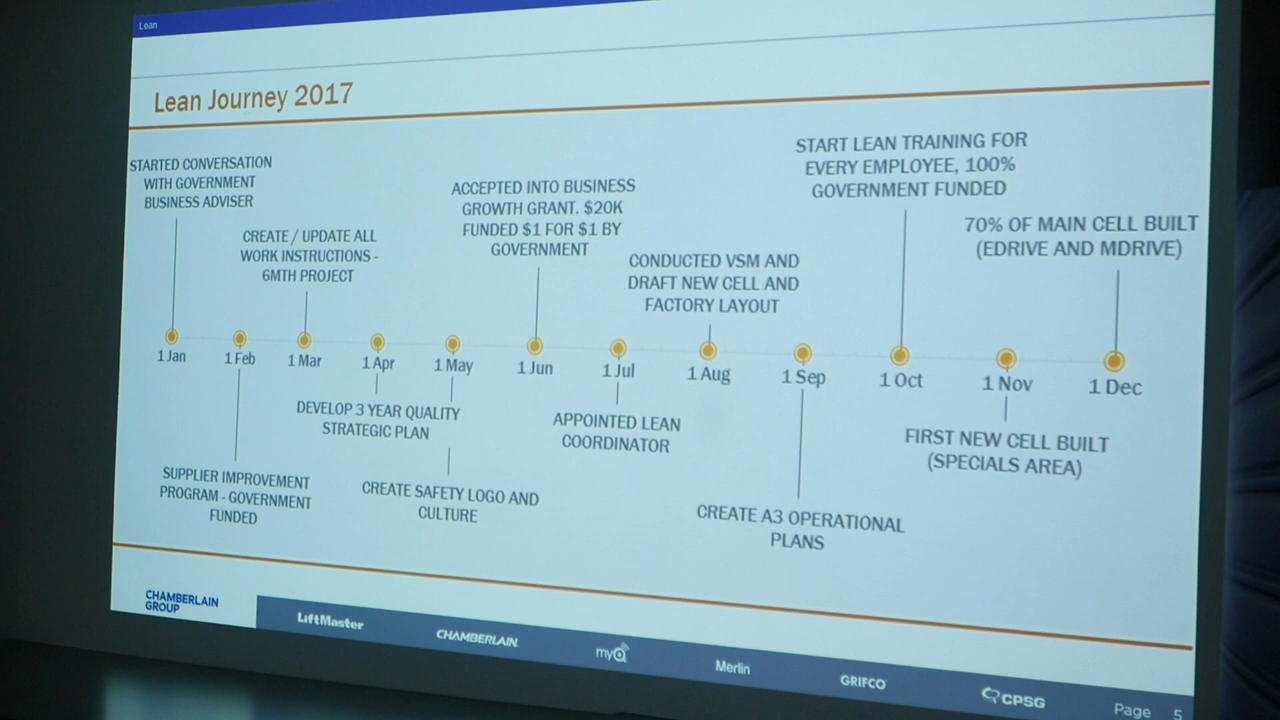 Lean
Lean Journey 2017
STARTED CONVERSATION
WITH GOVERNMENT
BUSINESS ADVISER
CREATE / UPDATE ALL
WORK INSTRUCTIONS -
6MTH PROJECT
ACCEPTED INTO BUSINESS
GROWTH GRANT. $20K
FUNDED $1 FOR $1 BY
GOVERNMENT
CONDUCTED VSM AND
DRAFT NEW CELL AND
FACTORY LAYOUT
START LEAN TRAINING FOR
EVERY EMPLOYEE, 100%
GOVERNMENT FUNDED
70% OF MAIN CELL BUILT
(EDRIVE AND MDRIVE)
1 Jan 1 Feb 1 Mar 1 Apr 1 May 1 Jun 1 Jul 1 Aug 1 Sep 1 Oct 1 Nov 1 Dec
SUPPLIER IMPROVEMENT
PROGRAM - GOVERNMENT
FUNDED
DEVELOP 3 YEAR QUALITY
STRATEGIC PLAN
CREATE SAFETY LOGO AND
CULTURE
APPOINTED LEAN
COORDINATOR
CREATE A3 OPERATIONAL
PLANS
FIRST NEW CELL BUILT
(SPECIALS AREA)
CHAMBERLAIN
GROUP
LiftMaster CHAMBERLAIN myQ Merlin GRIFCO CPSG Page 5